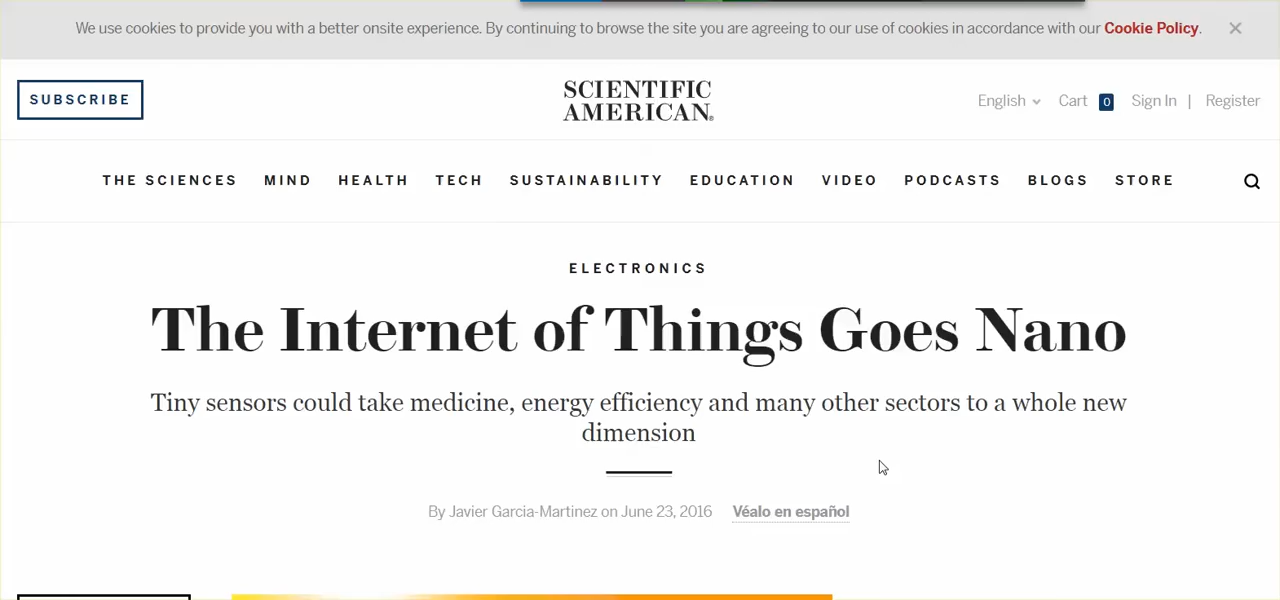 We use cookies to provide you with a better onsite experience. By continuing to browse the site you are agreeing to our use of cookies in accordance with our Cookie Policy. ×
SUBSCRIBE
SCIENTIFIC
AMERICAN®
English Cart 0 Sign In | Register
THE SCIENCES MIND HEALTH TECH SUSTAINABILITY EDUCATION VIDEO PODCASTS BLOGS STORE
ELECTRONICS
The Internet of Things Goes Nano
Tiny sensors could take medicine, energy efficiency and many other sectors to a whole new
dimension
By Javier Garcia-Martinez on June 23, 2016 Véalo en español